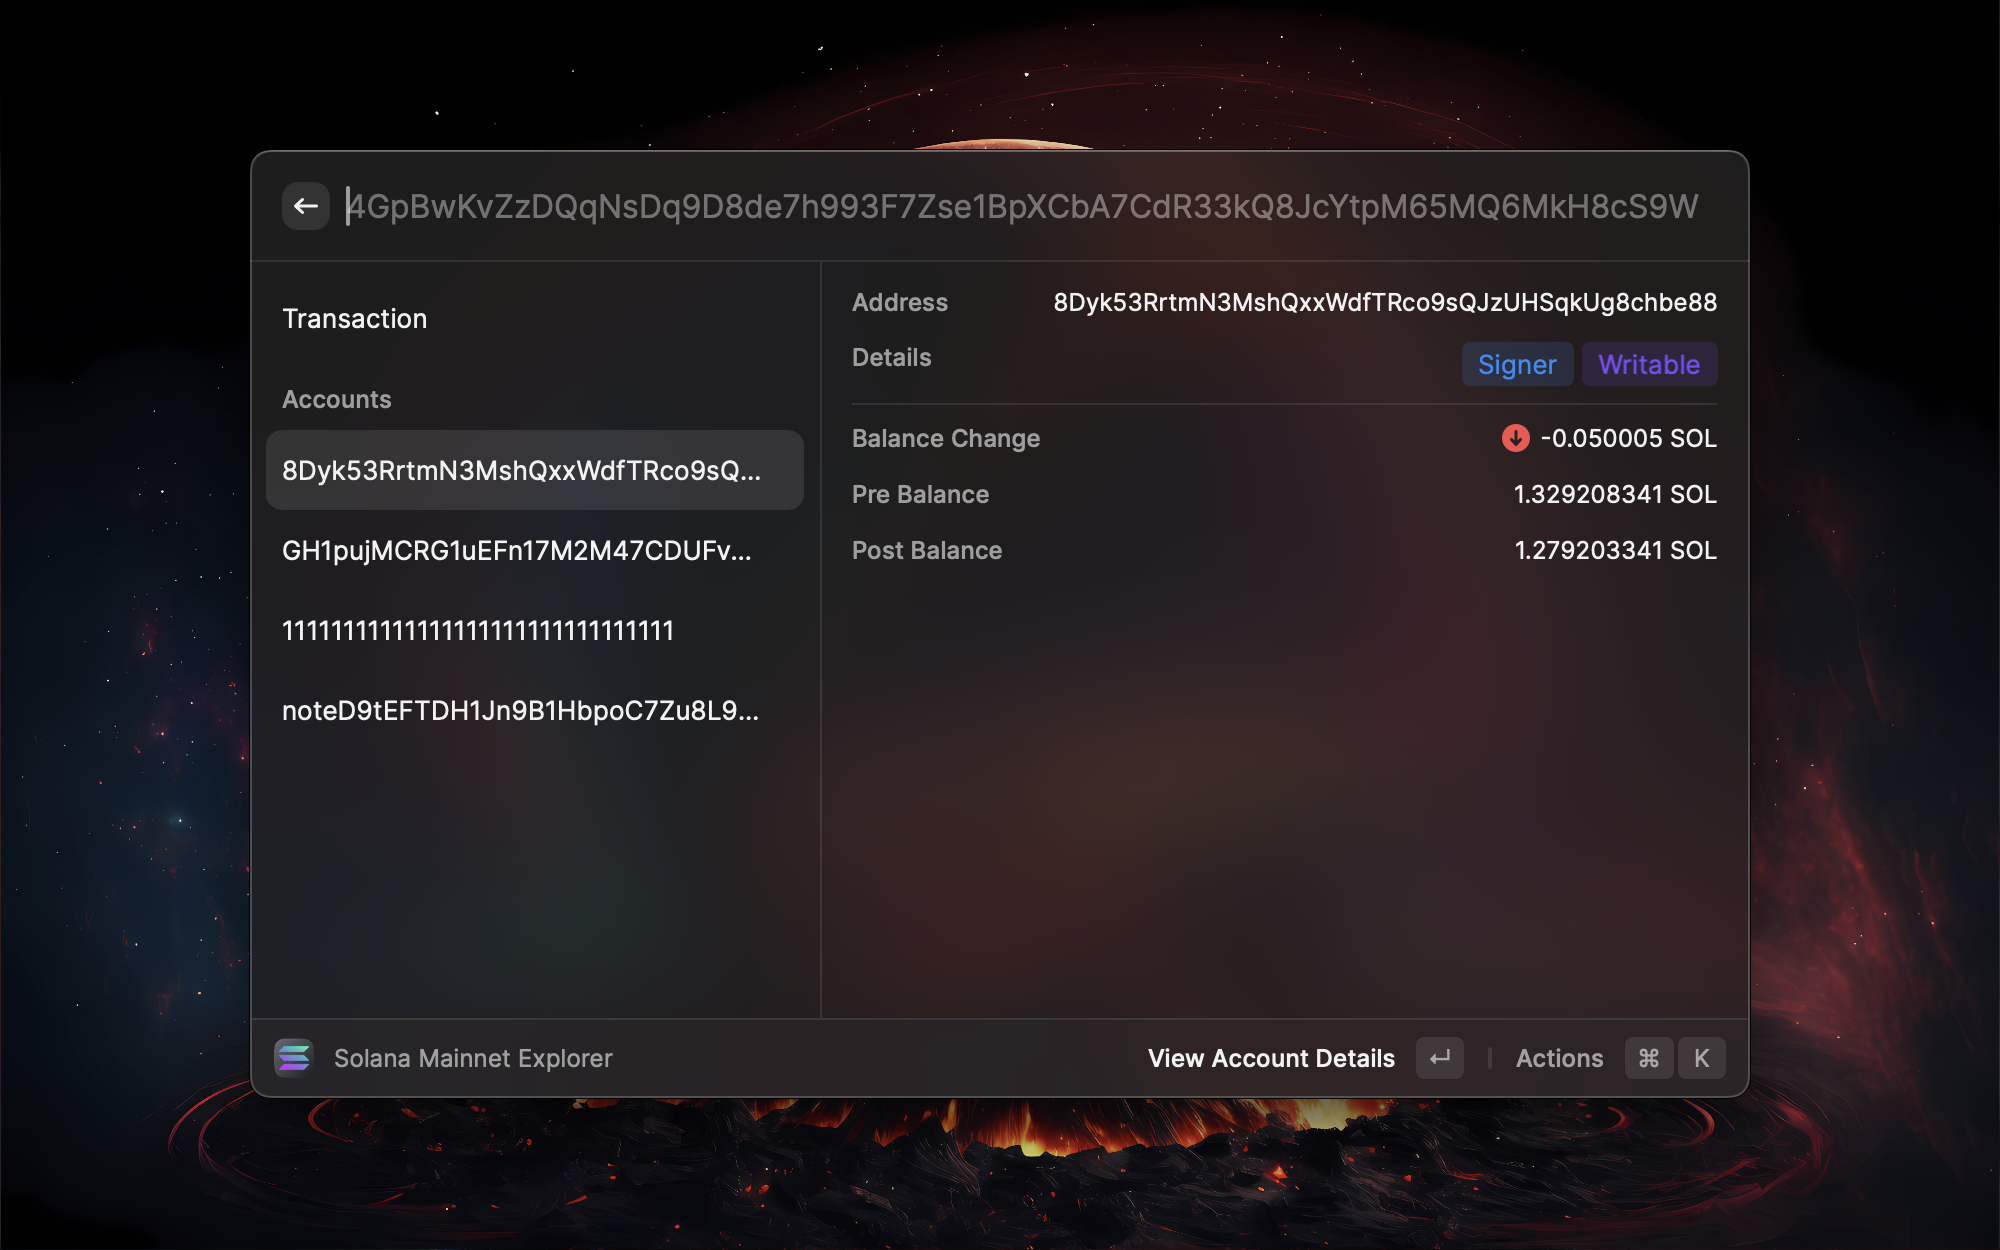 4GpBwKvZzDQqNsDq9D8de7h993F7Zse1BpXCbA7CdR33kQ8JcYtpM65MQ6MkH8cS9W
Transaction
Accounts
8Dyk53RrtmN3MshQxxWdfTRco9sQ...
GH1pujMCRG1uEFn17M2M47CDUFv...
11111111111111111111111111111111
noteD9tEFTDH1Jn9B1HbpoC7Zu8L9...
Address 8Dyk53RrtmN3MshQxxWdfTRco9sQJzUHSqkUg8chbe88
Details Signer Writable
Balance Change -0.050005 SOL
Pre Balance 1.329208341 SOL
Post Balance 1.279203341 SOL
Solana Mainnet Explorer View Account Details ↵ Actions ⌘ K